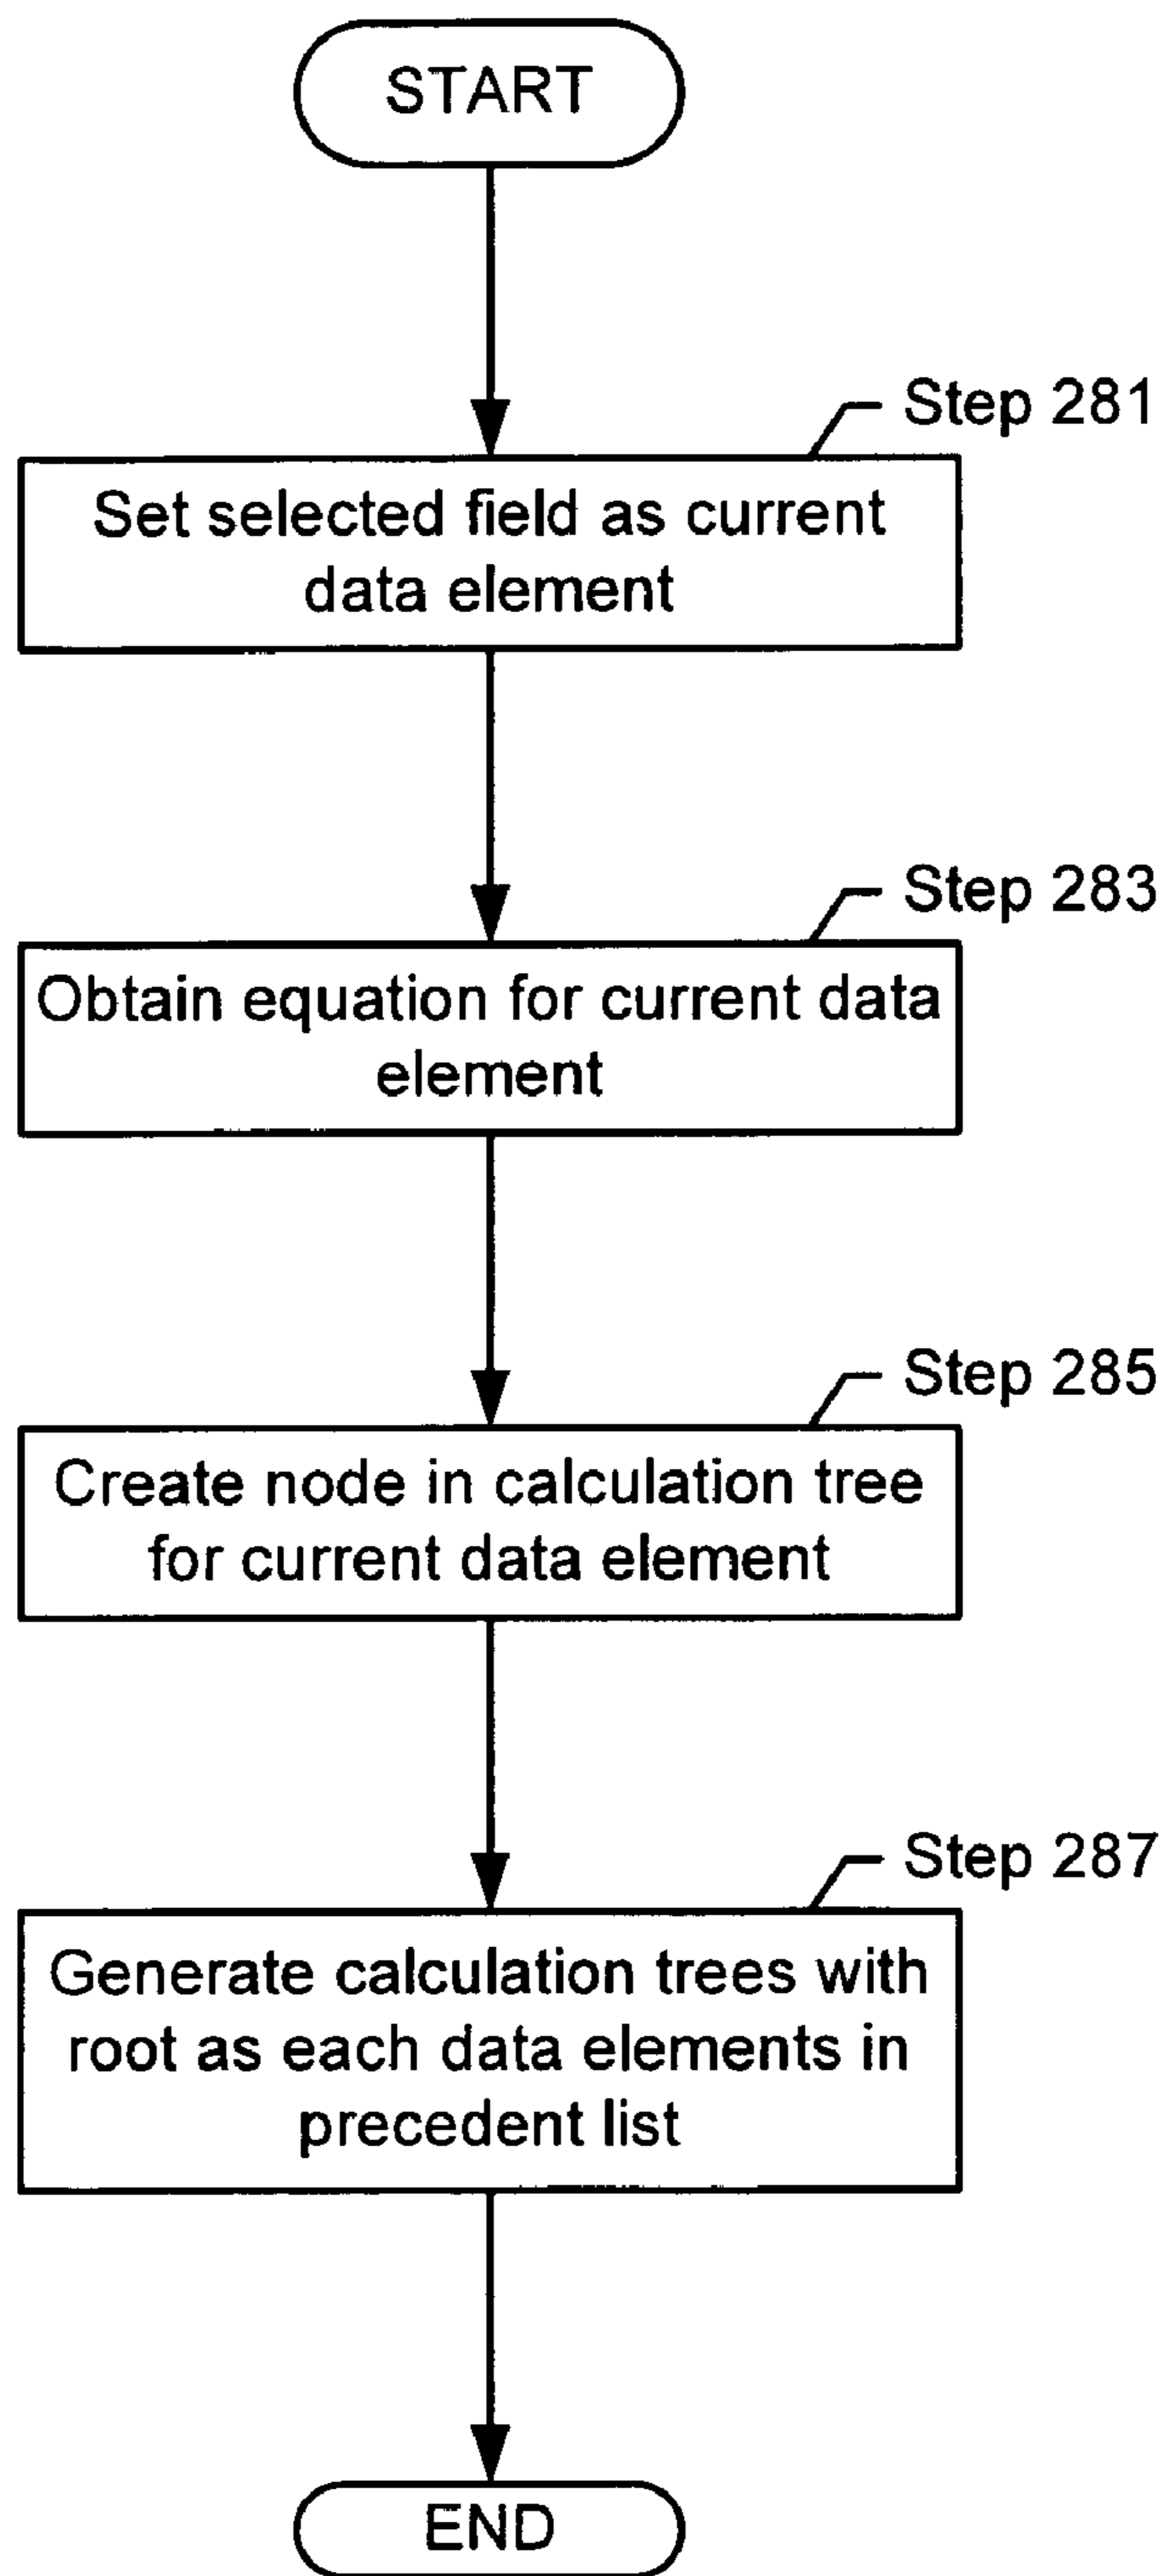 START
Step 281
Set selected field as current
data element
Step 283
Obtain equation for current data
element
Step 285
Create node in calculation tree
for current data element
Step 287
Generate calculation trees with
root as each data elements in
precedent list
END